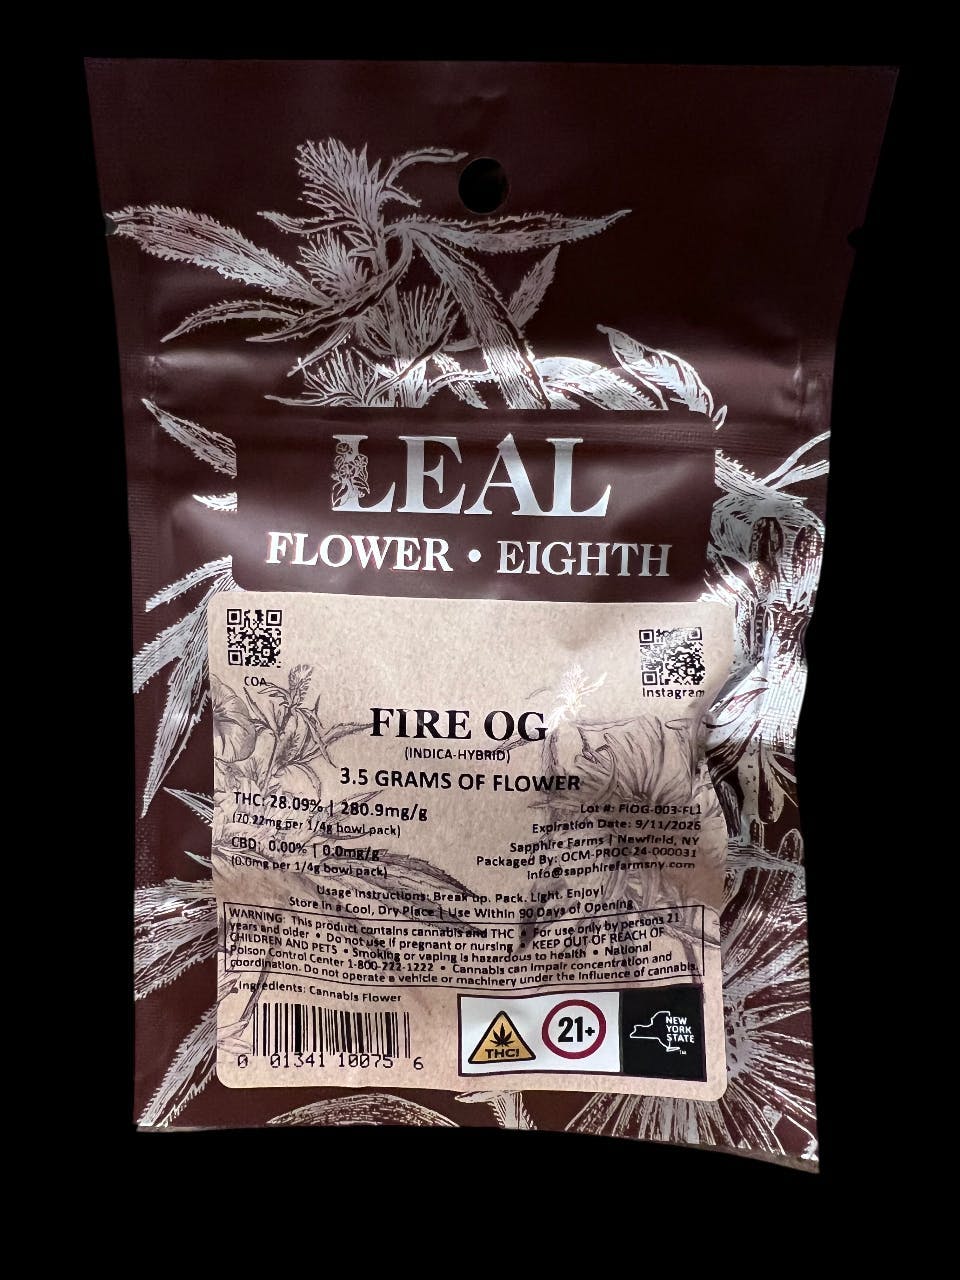 LEAL
FLOWER • EIGHTH
COA
Instagram
FIRE OG
(INDICA-HYBRID)
3.5 GRAMS OF FLOWER
THC: 28.09% | 280.9mg/g
(70.22mg per 1/4g bowl pack)
CBD: 0.00% | 0.0mg/g
(0.0mg per 1/4g bowl pack)
Lot #: FIOG-003-FL1
Expiration Date: 9/11/2026
Sapphire Farms | Newfield, NY
Packaged By: OCM-PROC-24-000031
info@sapphirefarmsny.com
Usage Instructions: Break up. Pack. Light. Enjoy!
Store in a Cool, Dry Place | Use Within 90 Days of Opening
WARNING: This product contains cannabis and THC • For use only by persons 21
years and older • Do not use if pregnant or nursing • KEEP OUT OF REACH OF
CHILDREN AND PETS • Smoking or vaping is hazardous to health • National
Poison Control Center 1-800-222-1222 • Cannabis can impair concentration and
coordination. Do not operate a vehicle or machinery under the influence of cannabis.
Ingredients: Cannabis Flower
0 01341 10075 6
THC!
21+
NEW
YORK
STATE
TM